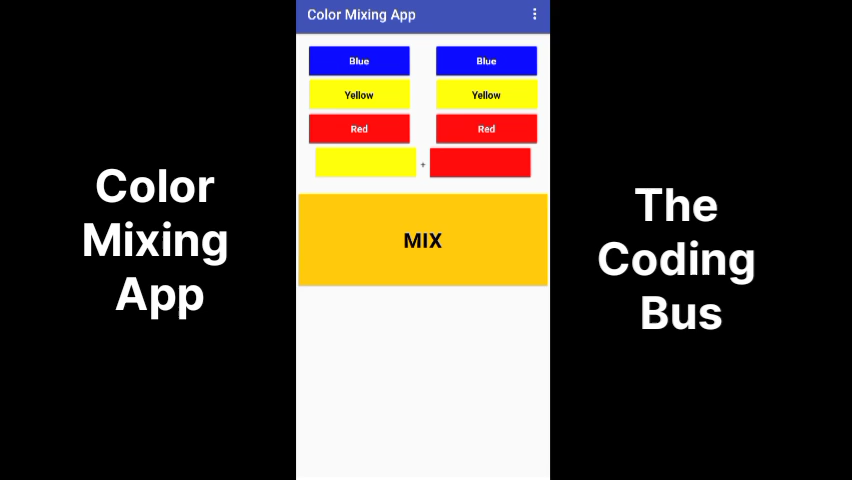 Color Mixing App
Blue
Blue
Yellow
Yellow
Red
Red
+
MIX
Color
Mixing
App
The
Coding
Bus